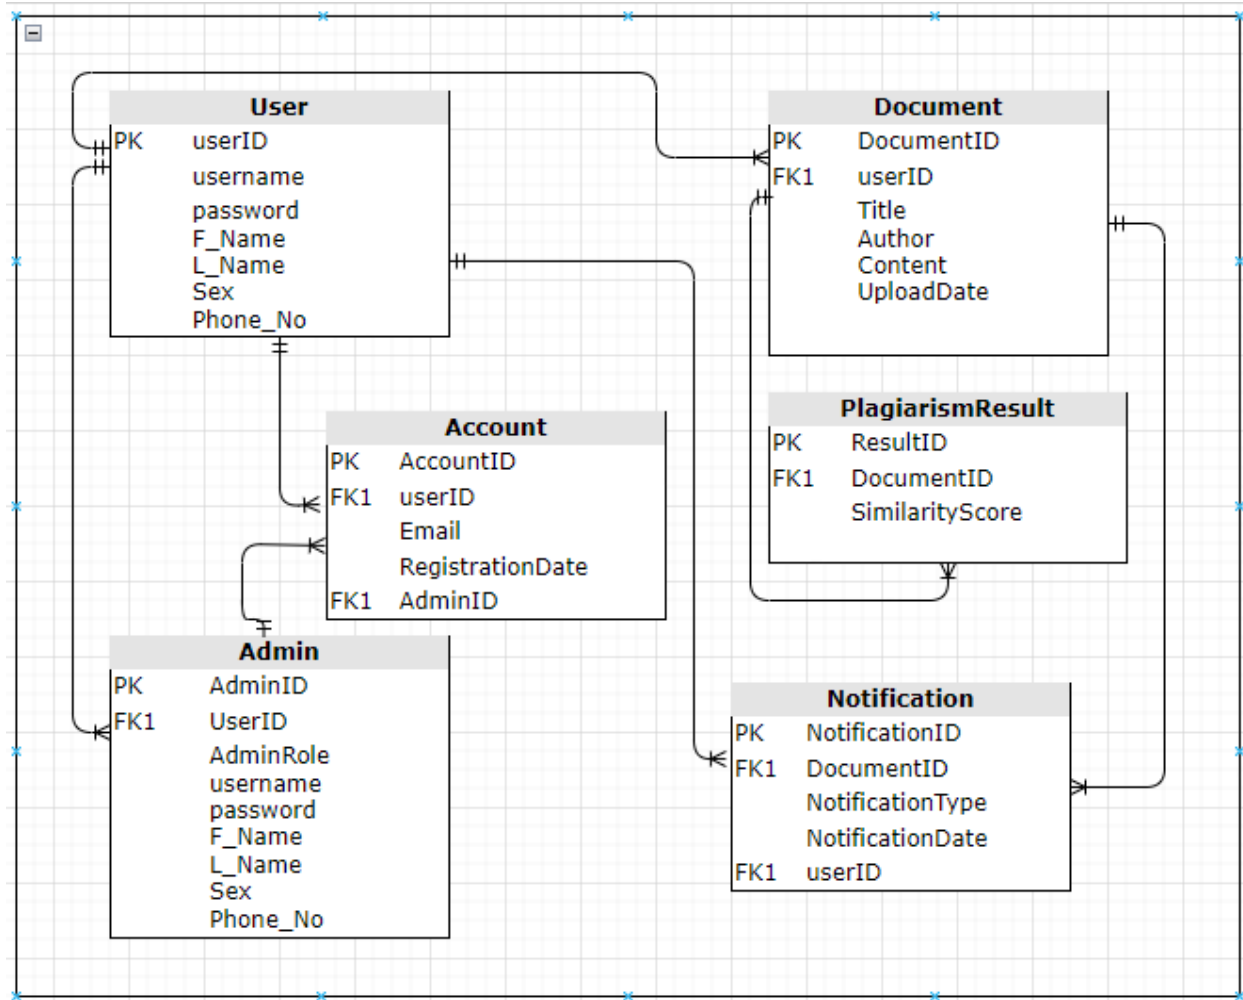 User
PK userID
username
password
F_Name
L_Name
Sex
Phone_No
Document
PK DocumentID
FK1 userID
Title
Author
Content
UploadDate
Account
PK AccountID
FK1 userID
Email
RegistrationDate
FK1 AdminID
PlagiarismResult
PK ResultID
FK1 DocumentID
SimilarityScore
Admin
PK AdminID
FK1 UserID
AdminRole
username
password
F_Name
L_Name
Sex
Phone_No
Notification
PK NotificationID
FK1 DocumentID
NotificationType
NotificationDate
FK1 userID